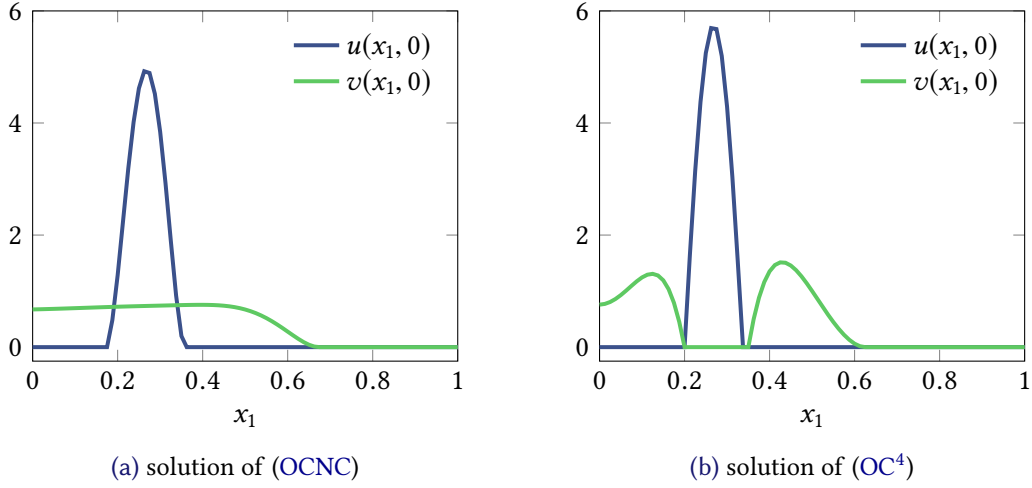 6
4
2
0
0
0.2
0.4
0.6
0.8
1
x₁
u(x₁, 0)
v(x₁, 0)
(a) solution of (OCNC)
6
4
2
0
0
0.2
0.4
0.6
0.8
1
x₁
u(x₁, 0)
v(x₁, 0)
(b) solution of (OC⁴)